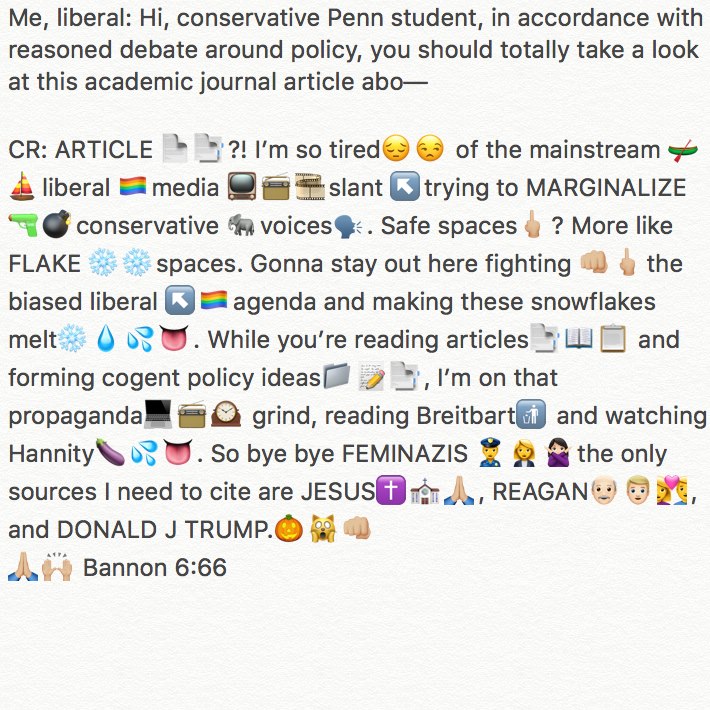 Me, liberal: Hi, conservative Penn student, in accordance with
reasoned debate around policy, you should totally take a look
at this academic journal article abo—
CR: ARTICLE 📄📑?! I’m so tired😔😒 of the mainstream 🛶
⛵️liberal 🏳️‍🌈media 📺📻🎞slant ↖️trying to MARGINALIZE
🔫💣conservative 🐘voices🗣. Safe spaces🖕🏼? More like
FLAKE ❄️❄️spaces. Gonna stay out here fighting 👊🏼🖕🏼the
biased liberal ↖️🏳️‍🌈agenda and making these snowflakes
melt❄️💧💦👅. While you’re reading articles📑📖📋 and
forming cogent policy ideas📁📝📑, I’m on that
propaganda💻📻🕰 grind, reading Breitbart🚮 and watching
Hannity🍆💦👅. So bye bye FEMINAZIS 👮👩‍💼🙅🏻the only
sources I need to cite are JESUS✝️⛪️🙏🏼, REAGAN👴🏻👨🏼💑,
and DONALD J TRUMP.🎃🙀👊🏼
🙏🏼🙌🏼 Bannon 6:66